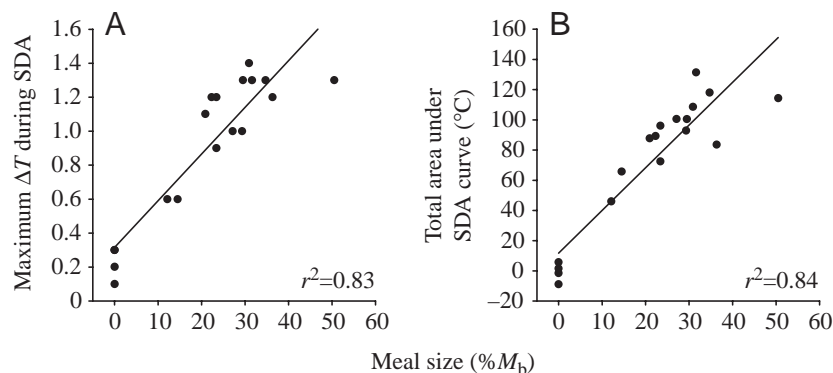 A
Maximum ΔT during SDA
1.6
1.4
1.2
1.0
0.8
0.6
0.4
0.2
0
r²=0.83
0 10 20 30 40 50 60
B
Total area under
SDA curve (°C)
160
140
120
100
80
60
40
20
0
–20
r²=0.84
0 10 20 30 40 50 60
Meal size (%Mb)